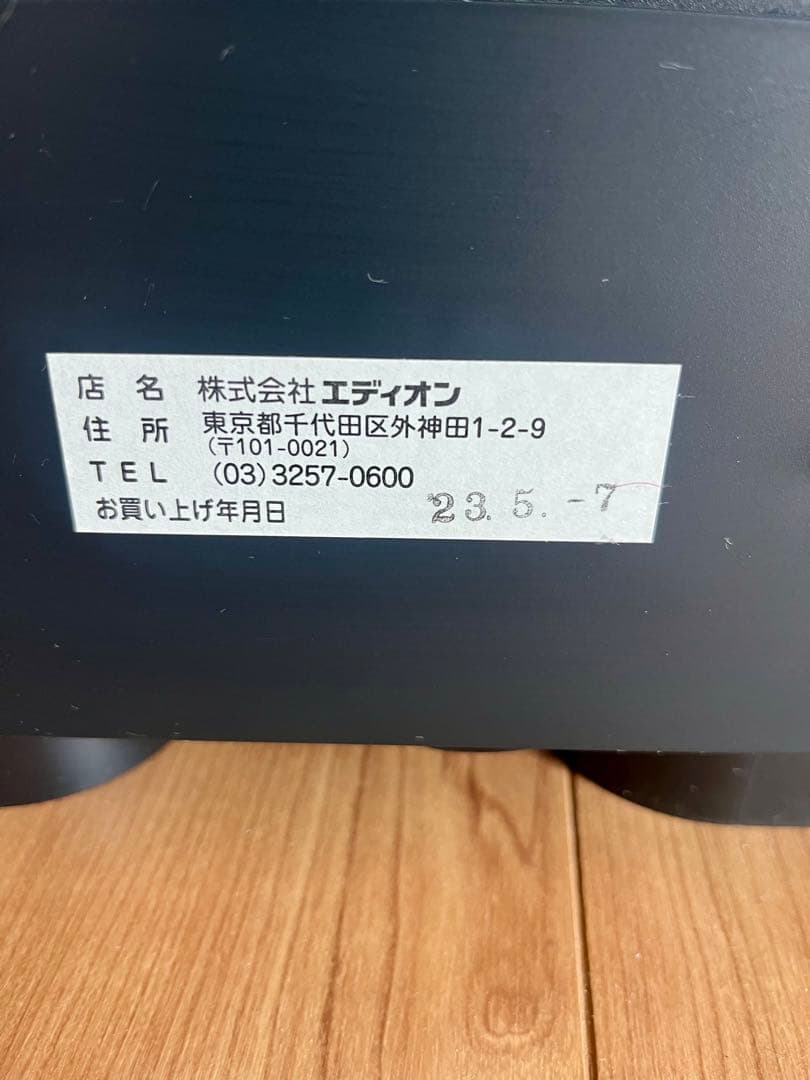 店 名 株式会社 エディオン
住 所 東京都千代田区外神田1-2-9
(〒101-0021)
TEL (03)3257-0600
お買い上げ年月日 23.5.-7